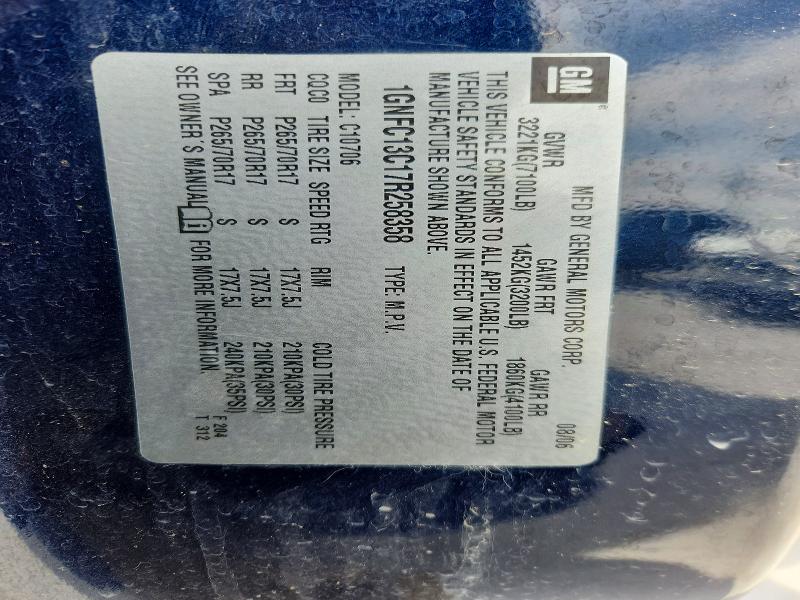 GM®
MFD BY GENERAL MOTORS CORP. 08/06
GVWR GAWR FRT GAWR RR
3221KG(7100LB) 1452KG(3200LB) 1860KG(4100LB)
THIS VEHICLE CONFORMS TO ALL APPLICABLE U.S. FEDERAL MOTOR
VEHICLE SAFETY STANDARDS IN EFFECT ON THE DATE OF
MANUFACTURE SHOWN ABOVE.
1GNFC13C17R258358 TYPE: M.P.V.
MODEL: C10706
CQCO TIRE SIZE SPEED RTG RIM COLD TIRE PRESSURE
FRT P265/70R17 S 17X7.5J 210KPA(30PSI)
RR P265/70R17 S 17X7.5J 210KPA(30PSI)
SPA P265/70R17 S 17X7.5J 240KPA(35PSI)
SEE OWNER'S MANUAL FOR MORE INFORMATION.
F 204
T 312